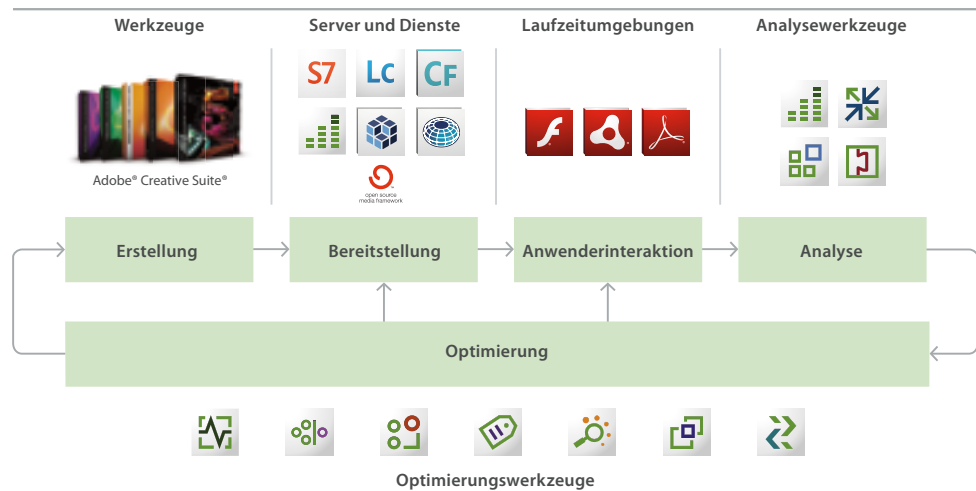 Werkzeuge
Server und Dienste
Laufzeitumgebungen
Analysewerkzeuge
S7
LC
CF
Adobe® Creative Suite®
open source
media framework
Erstellung
Bereitstellung
Anwenderinteraktion
Analyse
Optimierung
Optimierungswerkzeuge